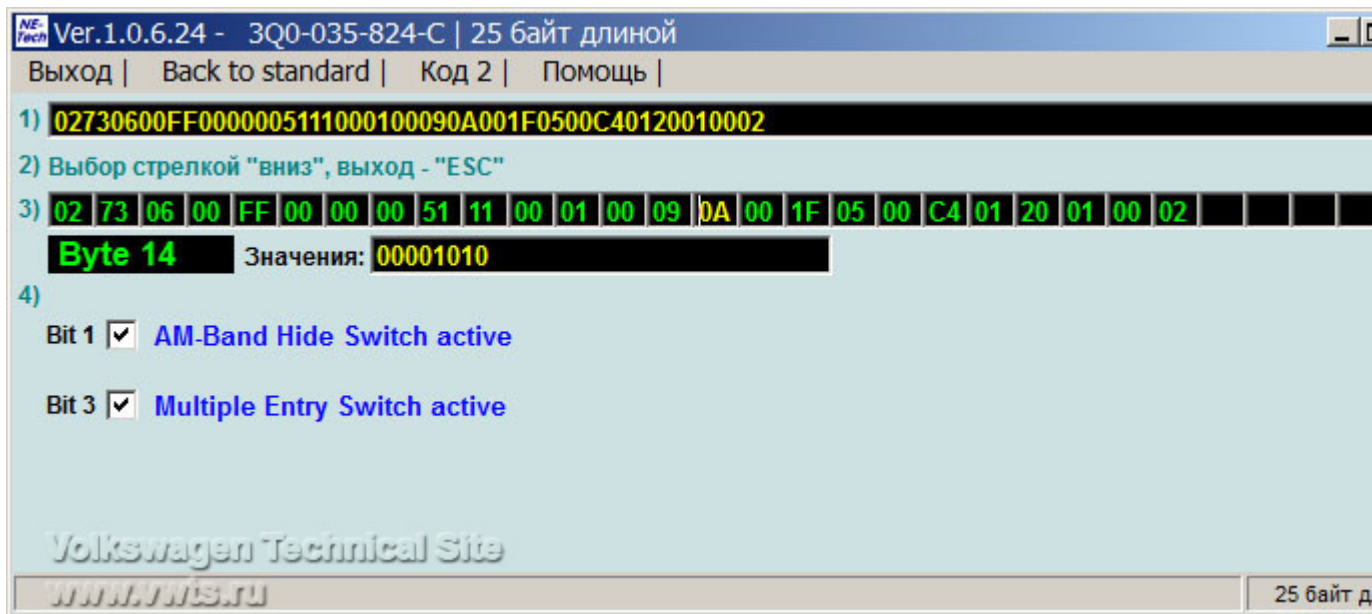 NE-Tech Ver.1.0.6.24 - 3Q0-035-824-C | 25 байт длиной
Выход | Back to standard | Код 2 | Помощь |
1) 02730600FF0000005111000100090A001F0500C40120010002
2) Выбор стрелкой "вниз", выход - "ESC"
3) 02 73 06 00 FF 00 00 00 51 11 00 01 00 09 0A 00 1F 05 00 C4 01 20 01 00 02
Byte 14 Значения: 00001010
4)
Bit 1 AM-Band Hide Switch active
Bit 3 Multiple Entry Switch active
Volkswagen Technical Site
www.vwts.ru
25 байт д